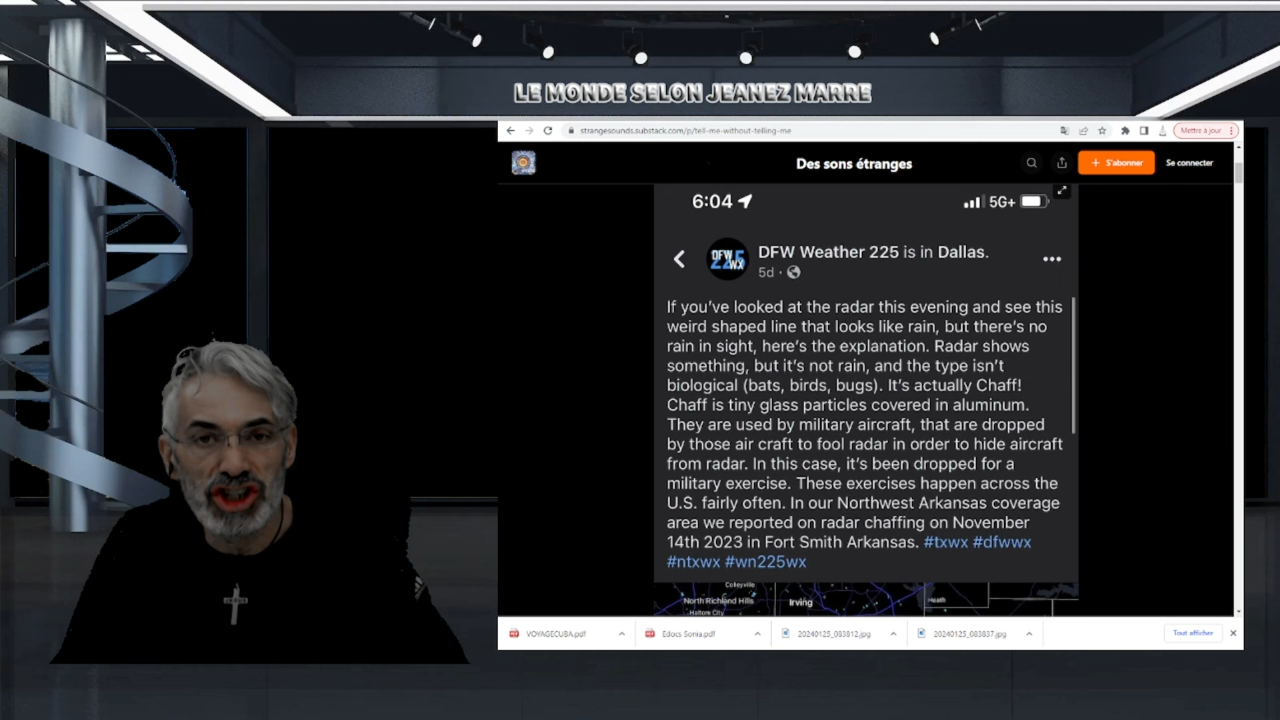 LE MONDE SELON JEANEZ MARRE
strangesounds.substack.com/p/tell-me-without-telling-me
Mettre à jour
Des sons étranges
+ S'abonner
Se connecter
6:04
5G+
DFW Weather 225 is in Dallas.
5d
If you've looked at the radar this evening and see this
weird shaped line that looks like rain, but there's no
rain in sight, here's the explanation. Radar shows
something, but it's not rain, and the type isn't
biological (bats, birds, bugs). It's actually Chaff!
Chaff is tiny glass particles covered in aluminum.
They are used by military aircraft, that are dropped
by those air craft to fool radar in order to hide aircraft
from radar. In this case, it's been dropped for a
military exercise. These exercises happen across the
U.S. fairly often. In our Northwest Arkansas coverage
area we reported on radar chaffing on November
14th 2023 in Fort Smith Arkansas. #txwx #dfwwx
#ntxwx #wn225wx
Colleyville
North Richland Hills
Irving
Heath
Haltom City
VOYAGECUBA.pdf
Edocs Sonia.pdf
20240125_083812.jpg
20240125_083837.jpg
Tout afficher